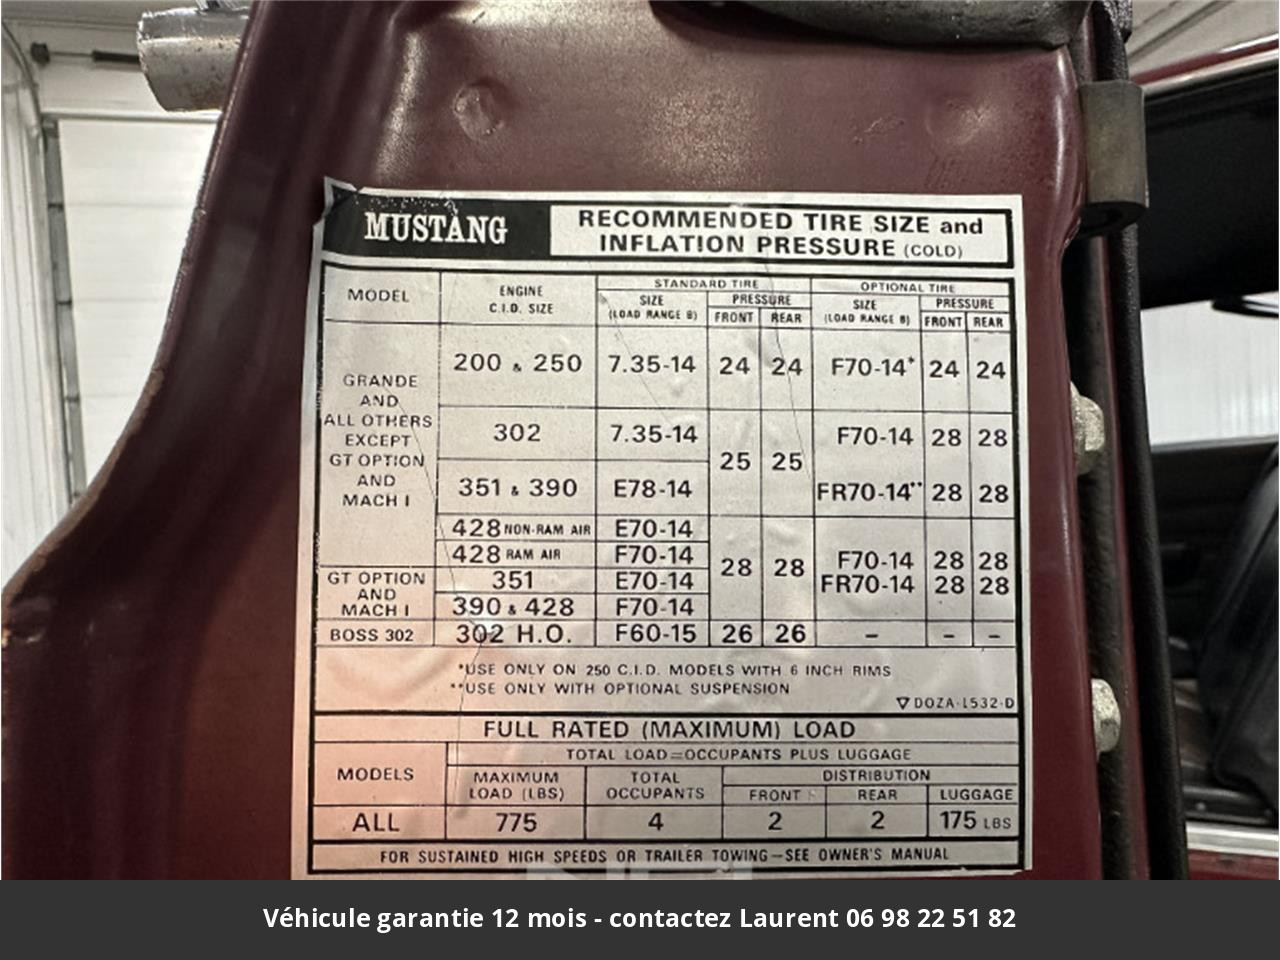 MUSTANG
RECOMMENDED TIRE SIZE and
INFLATION PRESSURE (COLD)
MODEL ENGINE C.I.D. SIZE STANDARD TIRE OPTIONAL TIRE
SIZE (LOAD RANGE B) PRESSURE SIZE (LOAD RANGE B) PRESSURE
FRONT REAR FRONT REAR
GRANDE
AND
ALL OTHERS
EXCEPT
GT OPTION
AND
MACH I
200 & 250 7.35-14 24 24 F70-14* 24 24
302 7.35-14 25 25 F70-14 28 28
351 & 390 E78-14 FR70-14** 28 28
428 NON-RAM AIR E70-14
428 RAM AIR F70-14 28 28 F70-14 28 28
GT OPTION
AND
MACH I
351 E70-14 FR70-14 28 28
390 & 428 F70-14
BOSS 302 302 H.O. F60-15 26 26 – – –
*USE ONLY ON 250 C.I.D. MODELS WITH 6 INCH RIMS
**USE ONLY WITH OPTIONAL SUSPENSION
▽ DOZA-1532-D
FULL RATED (MAXIMUM) LOAD
MODELS TOTAL LOAD=OCCUPANTS PLUS LUGGAGE
MAXIMUM LOAD (LBS) TOTAL OCCUPANTS DISTRIBUTION
FRONT REAR LUGGAGE
ALL 775 4 2 2 175 LBS
FOR SUSTAINED HIGH SPEEDS OR TRAILER TOWING—SEE OWNER'S MANUAL
Véhicule garantie 12 mois - contactez Laurent 06 98 22 51 82